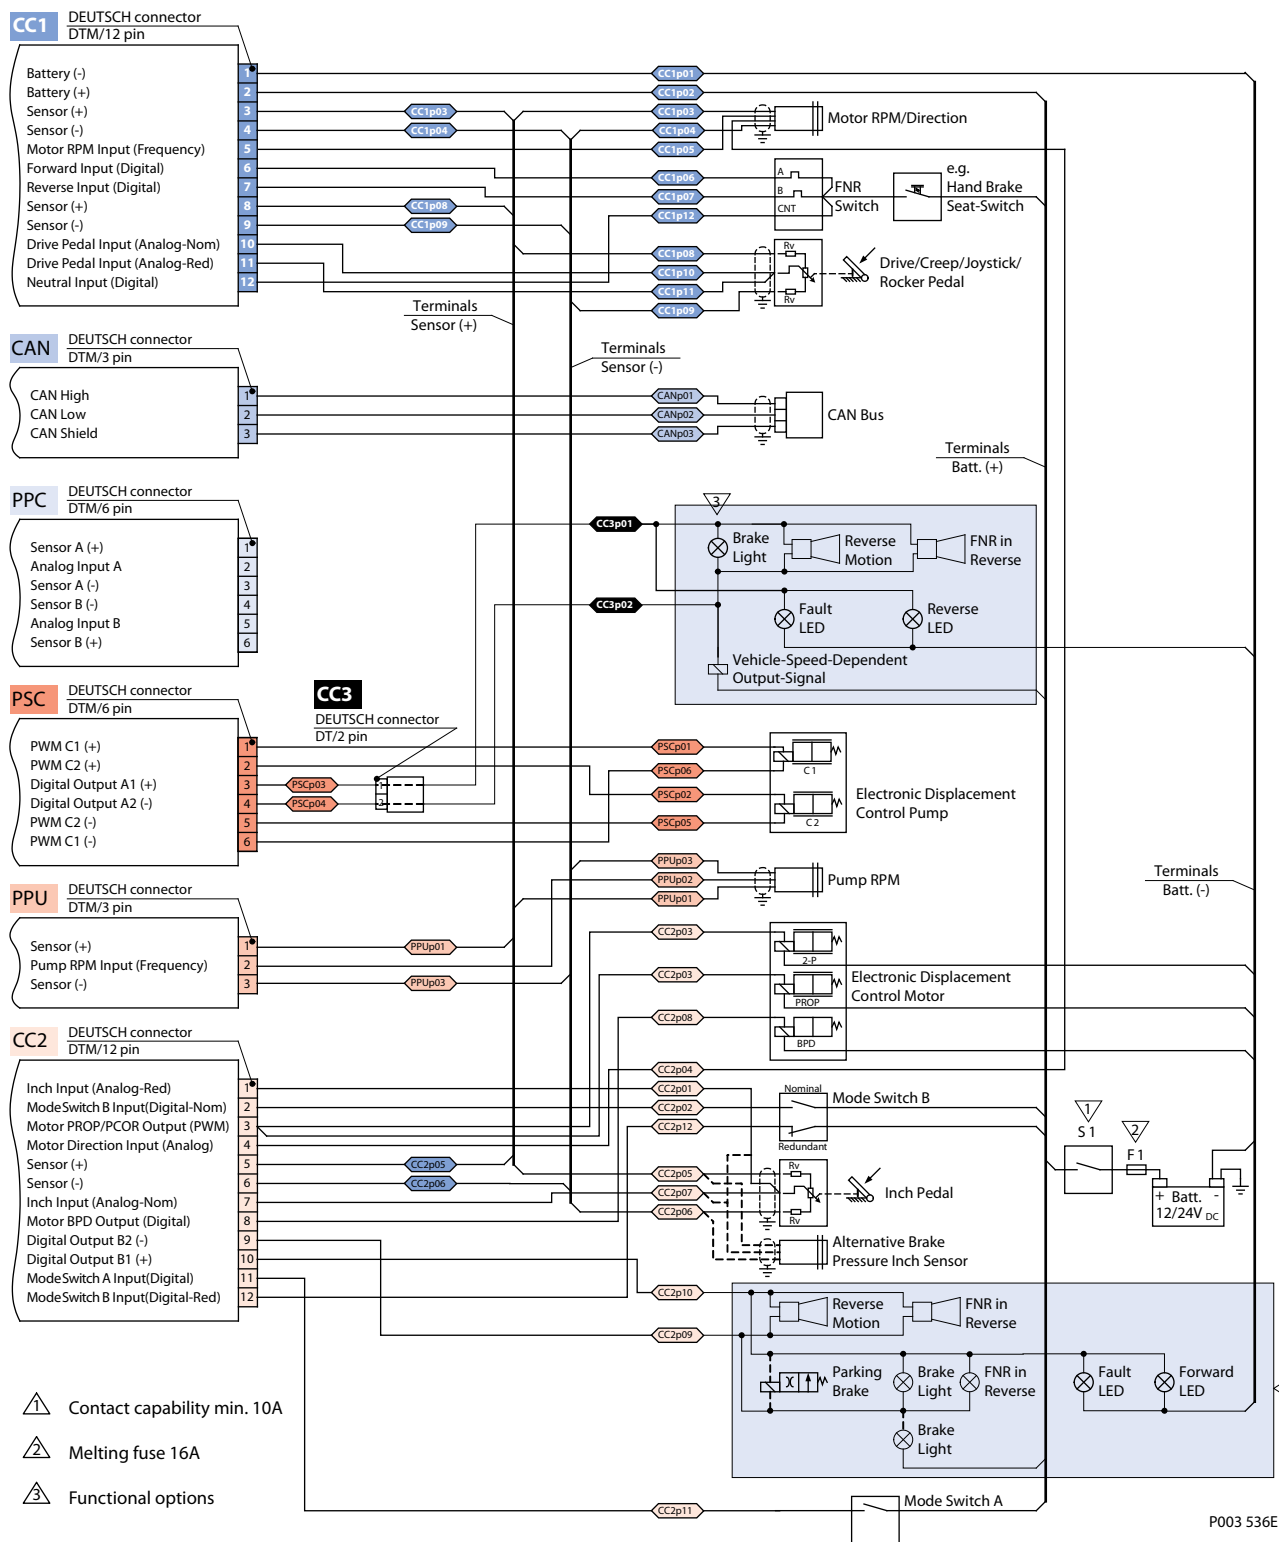 CC1
DEUTSCH connector
DTM/12 pin
Battery (-)
Battery (+)
Sensor (+)
Sensor (-)
Motor RPM Input (Frequency)
Forward Input (Digital)
Reverse Input (Digital)
Sensor (+)
Sensor (-)
Drive Pedal Input (Analog-Nom)
Drive Pedal Input (Analog-Red)
Neutral Input (Digital)
1
2
3
4
5
6
7
8
9
10
11
12
CC1p03
CC1p04
CC1p08
CC1p09
CC1p01
CC1p02
CC1p03
CC1p04
CC1p05
CC1p06
CC1p07
CC1p12
CC1p08
CC1p10
CC1p11
CC1p09
Motor RPM/Direction
A
B
CNT
FNR
Switch
e.g.
Hand Brake
Seat-Switch
Rv
Rv
Drive/Creep/Joystick/
Rocker Pedal
Terminals
Sensor (+)
Terminals
Sensor (-)
CAN
DEUTSCH connector
DTM/3 pin
CAN High
CAN Low
CAN Shield
1
2
3
CANp01
CANp02
CANp03
CAN Bus
Terminals
Batt. (+)
PPC
DEUTSCH connector
DTM/6 pin
Sensor A (+)
Analog Input A
Sensor A (-)
Sensor B (-)
Analog Input B
Sensor B (+)
1
2
3
4
5
6
CC3p01
CC3p02
3
Brake
Light
Reverse
Motion
FNR in
Reverse
Fault
LED
Reverse
LED
Vehicle-Speed-Dependent
Output-Signal
PSC
DEUTSCH connector
DTM/6 pin
PWM C1 (+)
PWM C2 (+)
Digital Output A1 (+)
Digital Output A2 (-)
PWM C2 (-)
PWM C1 (-)
1
2
3
4
5
6
CC3
DEUTSCH connector
DT/2 pin
PSCp03
PSCp04
1
2
PSCp01
PSCp06
PSCp02
PSCp05
C1
C2
Electronic Displacement
Control Pump
PPU
DEUTSCH connector
DTM/3 pin
Sensor (+)
Pump RPM Input (Frequency)
Sensor (-)
1
2
3
PPUp01
PPUp03
PPUp03
PPUp02
PPUp01
Pump RPM
Terminals
Batt. (-)
CC2p03
CC2p03
CC2p08
2-P
PROP
BPD
Electronic Displacement
Control Motor
CC2
DEUTSCH connector
DTM/12 pin
Inch Input (Analog-Red)
ModeSwitch B Input(Digital-Nom)
Motor PROP/PCOR Output (PWM)
Motor Direction Input (Analog)
Sensor (+)
Sensor (-)
Inch Input (Analog-Nom)
Motor BPD Output (Digital)
Digital Output B2 (-)
Digital Output B1 (+)
ModeSwitch A Input(Digital)
ModeSwitch B Input(Digital-Red)
1
2
3
4
5
6
7
8
9
10
11
12
CC2p05
CC2p06
CC2p04
CC2p01
CC2p02
CC2p12
CC2p05
CC2p07
CC2p06
Nominal
Mode Switch B
Redundant
Rv
Rv
Inch Pedal
Alternative Brake
Pressure Inch Sensor
1
S 1
2
F 1
+ Batt. -
12/24V DC
CC2p10
CC2p09
Reverse
Motion
FNR in
Reverse
Parking
Brake
Brake
Light
FNR in
Reverse
Fault
LED
Forward
LED
Brake
Light
1 Contact capability min. 10A
2 Melting fuse 16A
3 Functional options
CC2p11
Mode Switch A
P003 536E